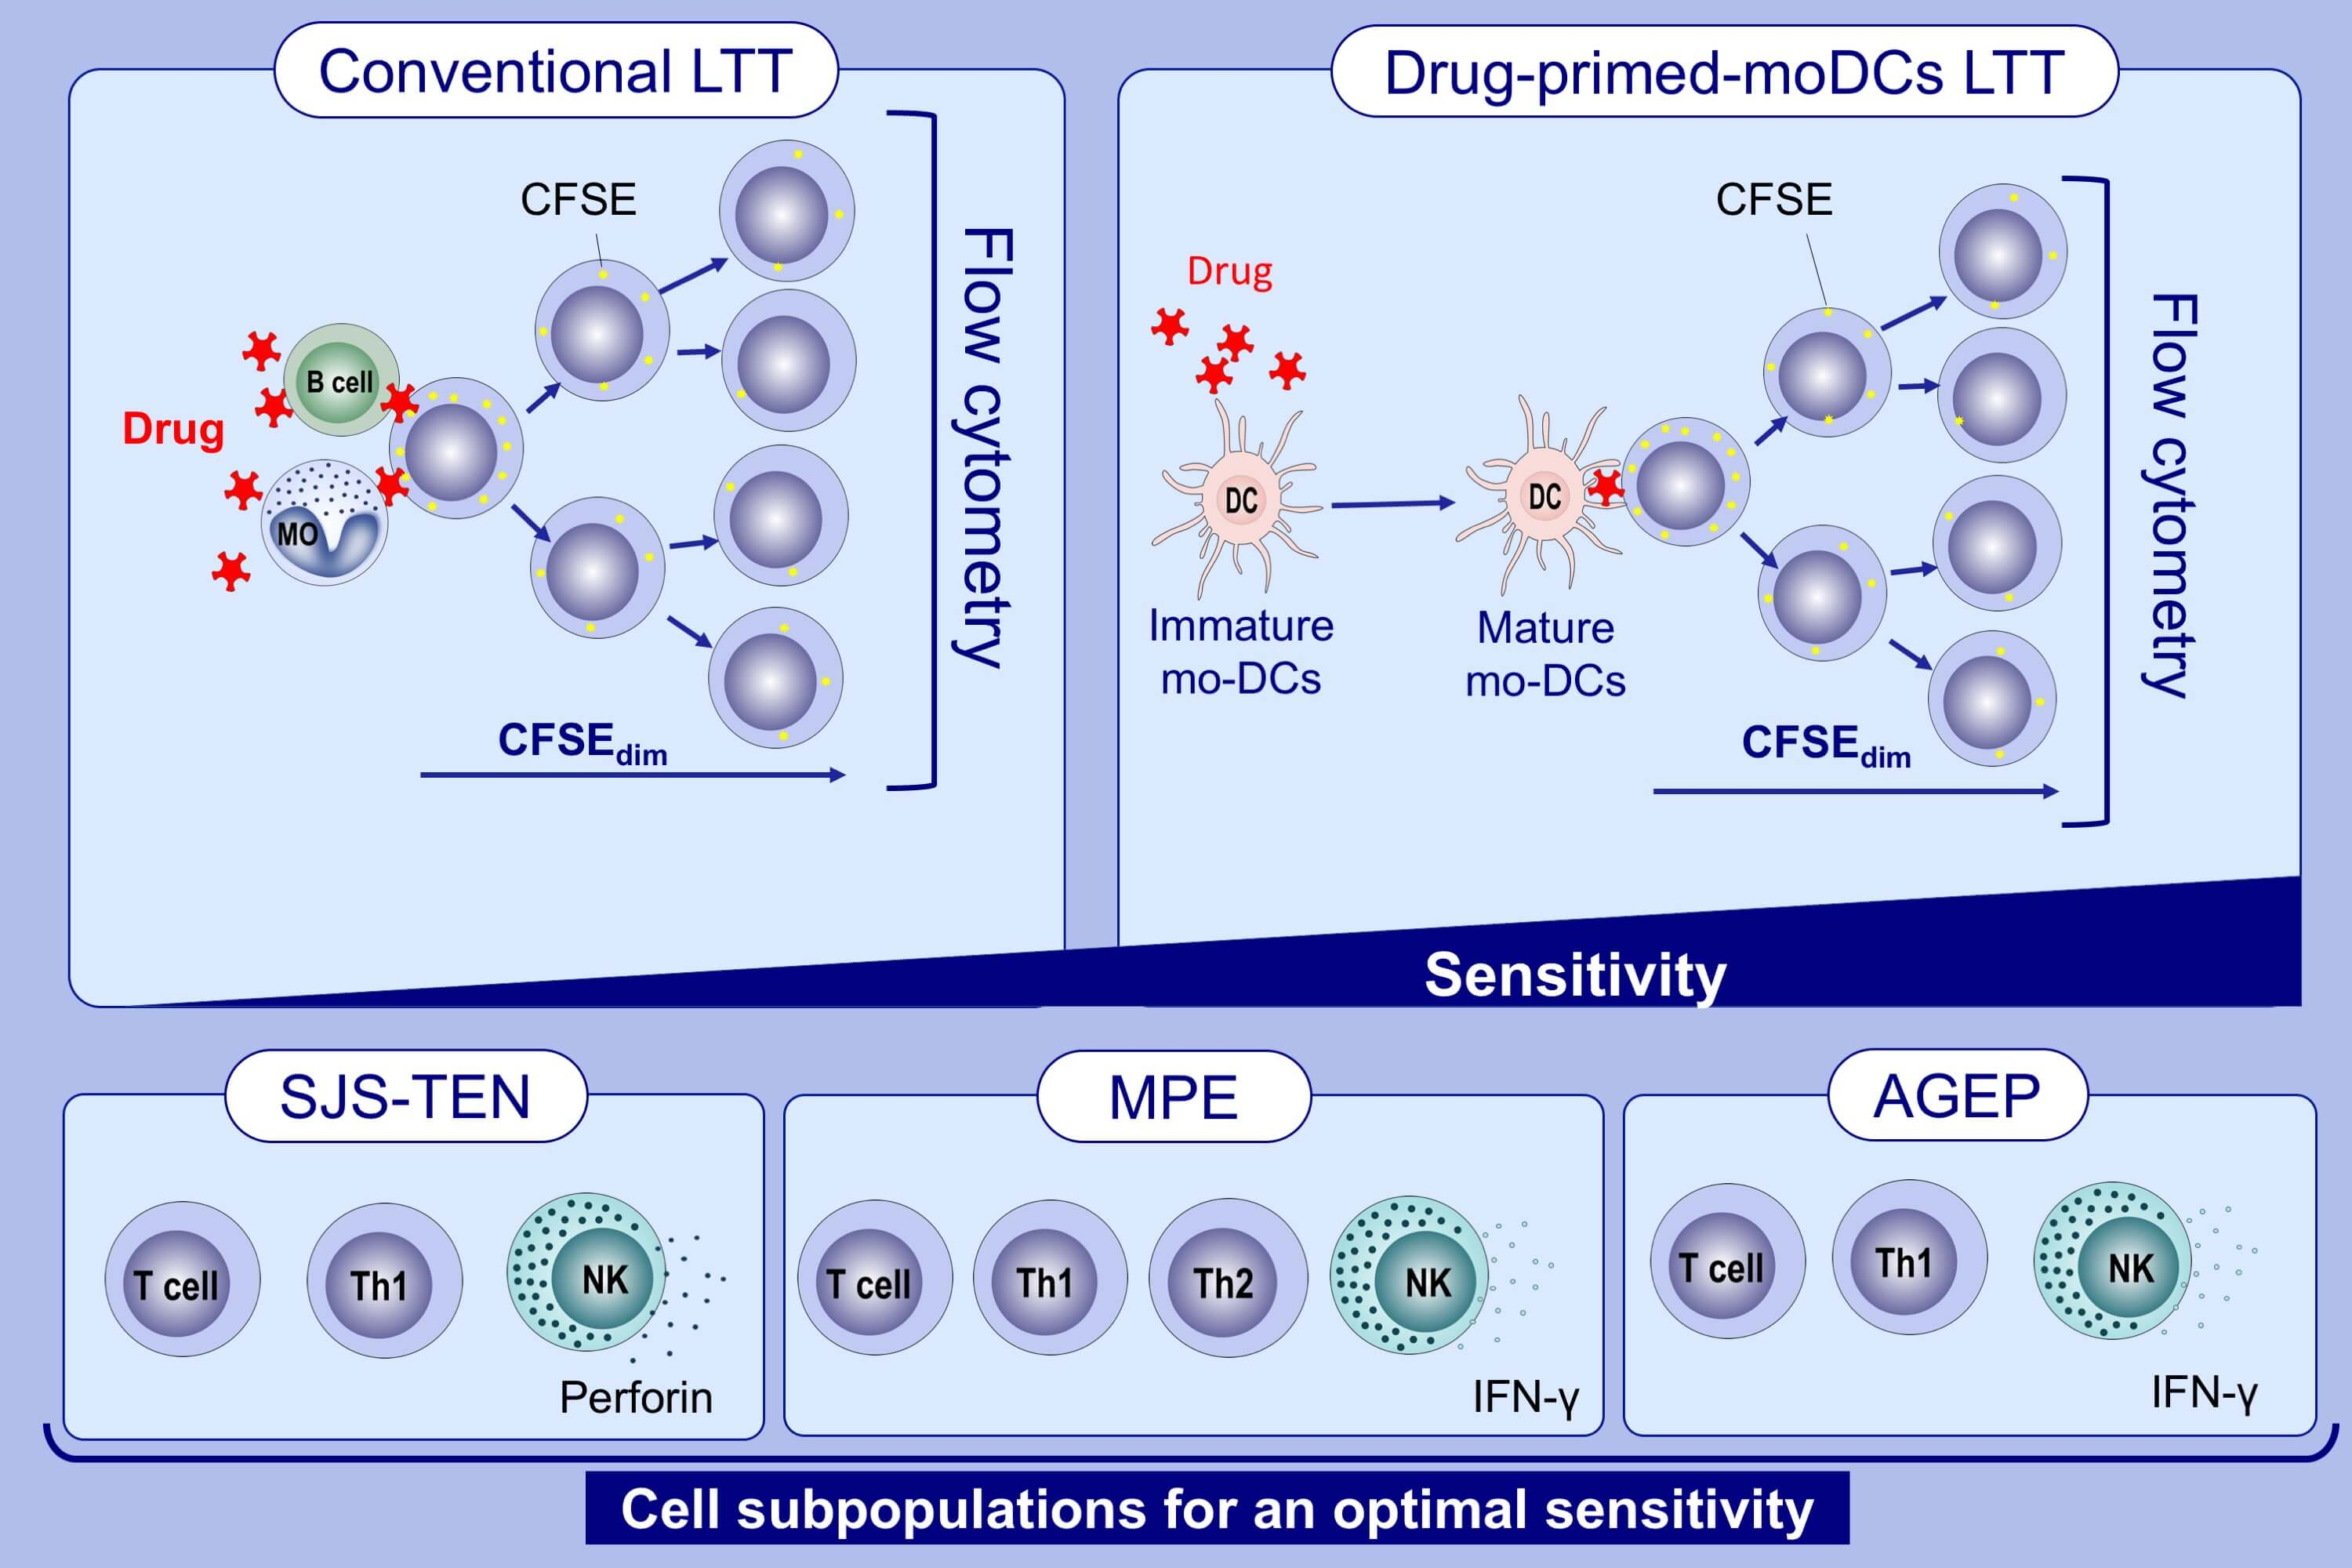 Conventional LTT
CFSE
Drug
B cell
MO
CFSEdim
Flow cytometry
Drug-primed-moDCs LTT
CFSE
Drug
DC
DC
Immature
mo-DCs
Mature
mo-DCs
CFSEdim
Flow cytometry
Sensitivity
SJS-TEN
T cell
Th1
NK
Perforin
MPE
T cell
Th1
Th2
NK
IFN-γ
AGEP
T cell
Th1
NK
IFN-γ
Cell subpopulations for an optimal sensitivity